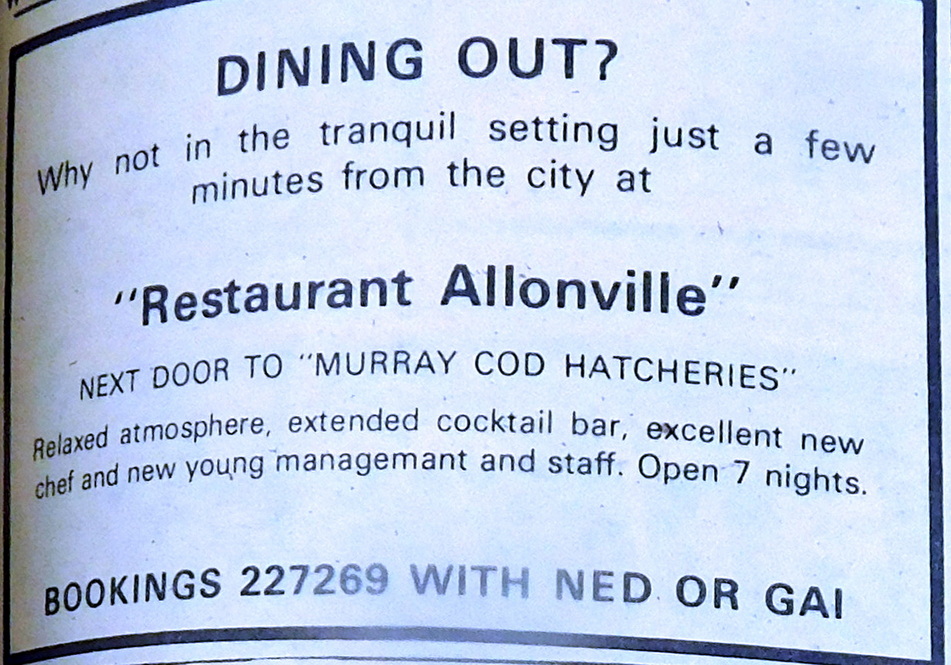 DINING OUT?
Why not in the tranquil setting just a few
minutes from the city at
"Restaurant Allonville"
NEXT DOOR TO "MURRAY COD HATCHERIES"
Relaxed atmosphere, extended cocktail bar, excellent new
chef and new young managemant and staff. Open 7 nights.
BOOKINGS 227269 WITH NED OR GAI